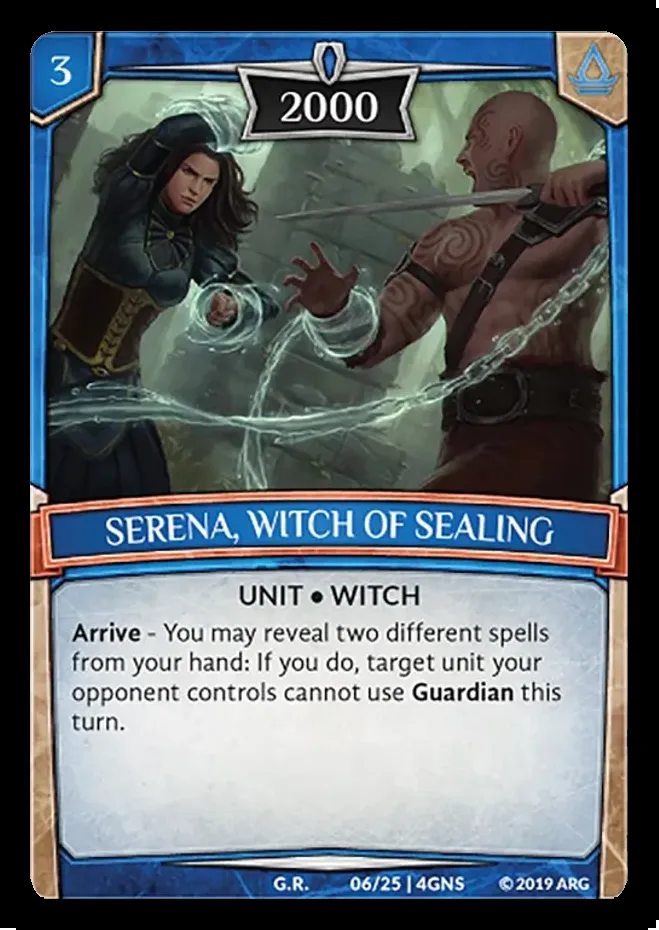 3
2000
SERENA, WITCH OF SEALING
UNIT • WITCH
Arrive - You may reveal two different spells
from your hand: If you do, target unit your
opponent controls cannot use Guardian this
turn.
G.R. 06/25 | 4GNS © 2019 ARG